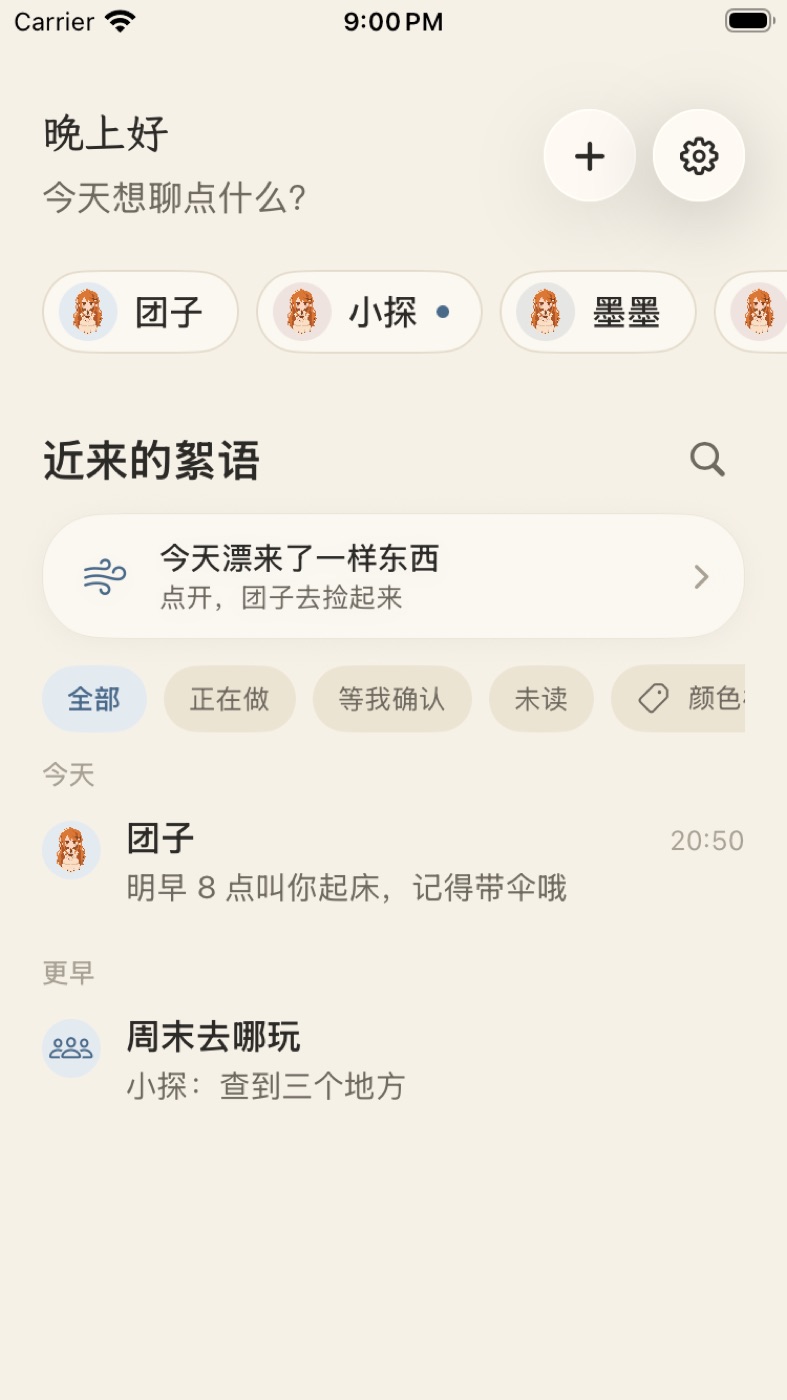 Carrier
9:00 PM
晚上好
今天想聊点什么?
团子
小探
墨墨
近来的絮语
今天漂来了一样东西
点开，团子去捡起来
全部
正在做
等我确认
未读
颜色
今天
团子
20:50
明早 8 点叫你起床，记得带伞哦
更早
周末去哪玩
小探：查到三个地方